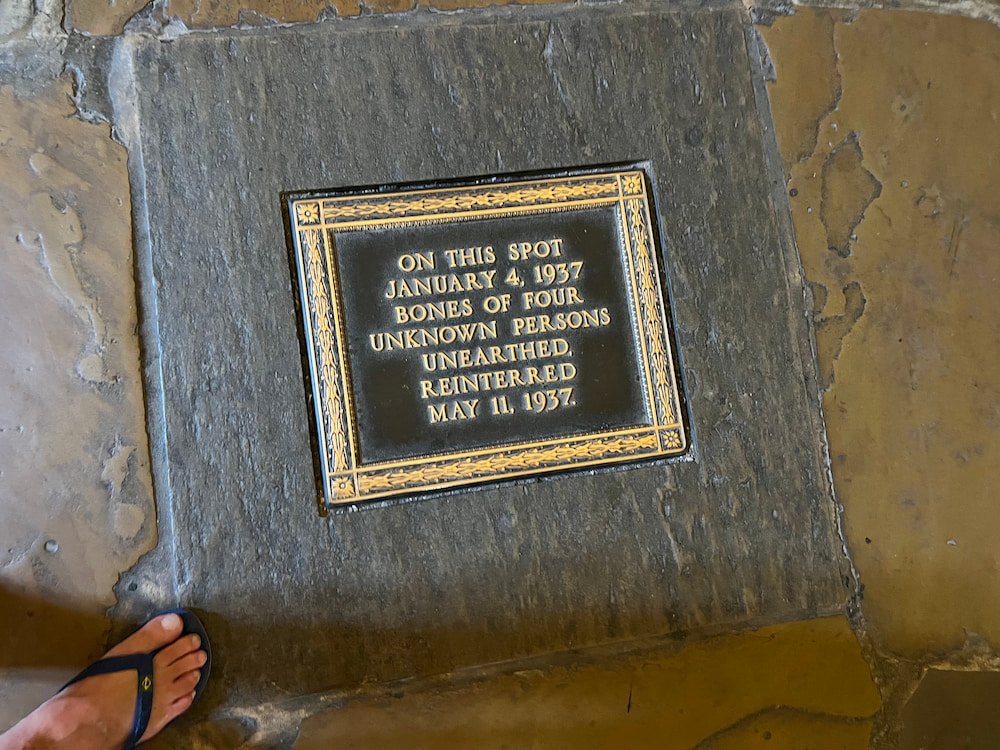 ON THIS SPOT
JANUARY 4, 1937
BONES OF FOUR
UNKNOWN PERSONS
UNEARTHED.
REINTERRED
MAY 11, 1937.